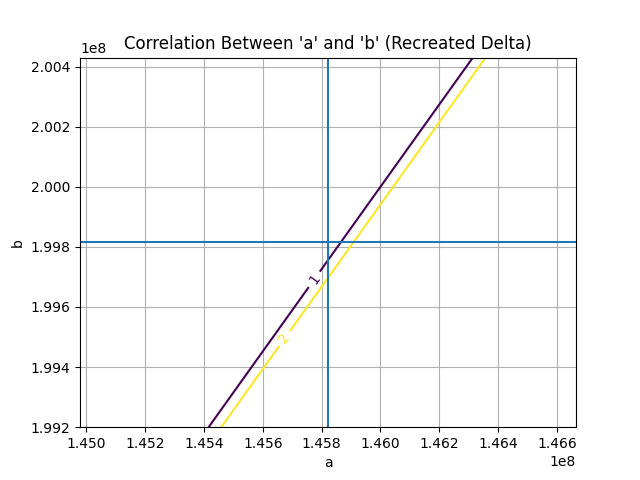 Correlation Between 'a' and 'b' (Recreated Delta)
1e8
2.004
2.002
2.000
1.998
1.996
1.994
1.992
b
1
2
1.450 1.452 1.454 1.456 1.458 1.460 1.462 1.464 1.466
a
1e8